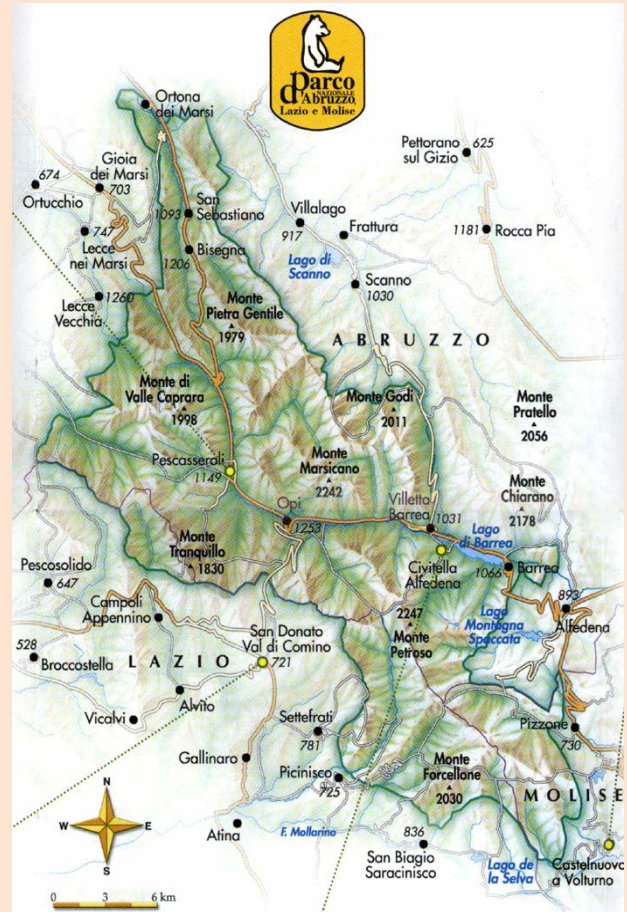 Parco
NAZIONALE
d'Abruzzo,
Lazio e Molise
Ortona
dei Marsi
Pettorano
sul Gizio
625
Gioia
dei Marsi
703
674
Ortucchio
San
Sebastiano
1093
Villalago
917
Frattura
1181
Rocca Pia
747
Lecce
nei Marsi
Bisegna
1206
Lago di
Scanno
Scanno
1030
Lecce
Vecchia
1260
Monte
Pietra Gentile
1979
ABRUZZO
Monte di
Valle Caprara
1998
Monte Godi
2011
Monte
Pratello
2056
Pescasseroli
1149
Monte
Marsicano
2242
Monte
Chiarano
2178
Opi
1253
Villetta
Barrea
1031
Lago
di Barrea
Monte
Tranquillo
1830
Civitella
Alfedena
1066
Barrea
Pescosolido
647
893
Alfedena
Campoli
Appennino
2247
Monte
Petroso
Lago
Montagna
Spaccata
San Donato
Val di Comino
721
528
Broccostella
LAZIO
Alvito
Vicalvi
Settefrati
781
Pizzone
730
Gallinaro
Picinisco
725
Monte
Forcellone
2030
MOLISE
N
W
E
S
Atina
F. Mollarino
836
San Biagio
Saracinisco
Lago de
la Selva
Castelnuovo
a Volturno
0 3 6 km